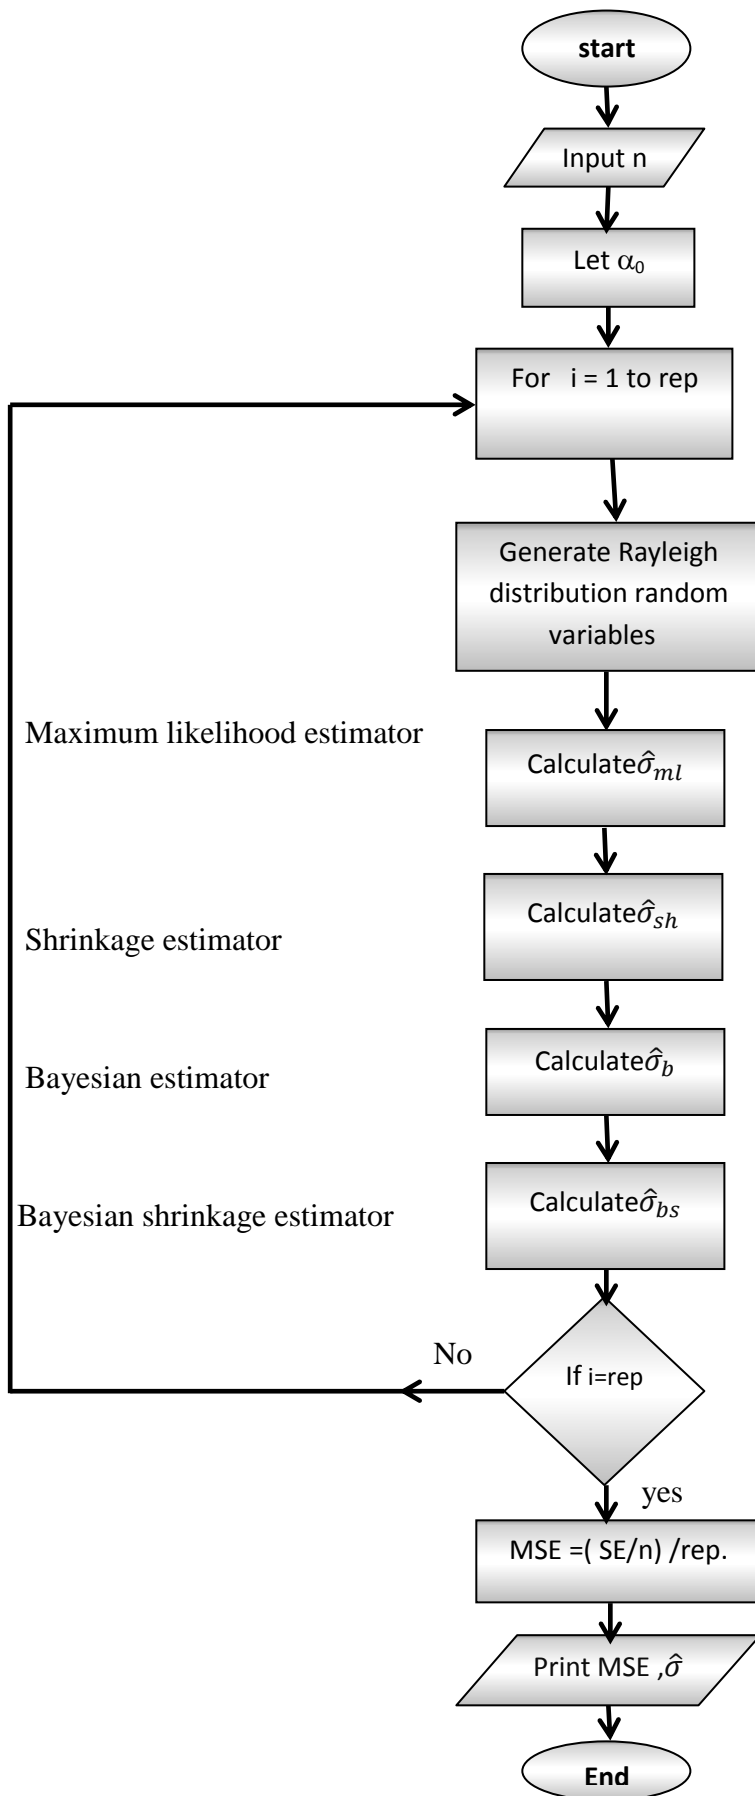 start
Input n
Let α₀
For i = 1 to rep
Generate Rayleigh
distribution random
variables
Maximum likelihood estimator
Calculate σ̂ₘₗ
Shrinkage estimator
Calculate σ̂ₛₕ
Bayesian estimator
Calculate σ̂_b
Bayesian shrinkage estimator
Calculate σ̂_bs
No
If i=rep
yes
MSE =( SE/n) /rep.
Print MSE ,σ̂
End